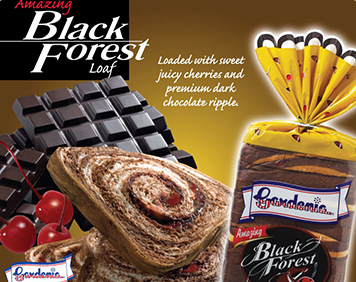 Amazing
Black
Forest
Loaf
Loaded with sweet
juicy cherries and
premium dark
chocolate ripple.
Gardenia
Amazing
Black
Forest
Gardenia